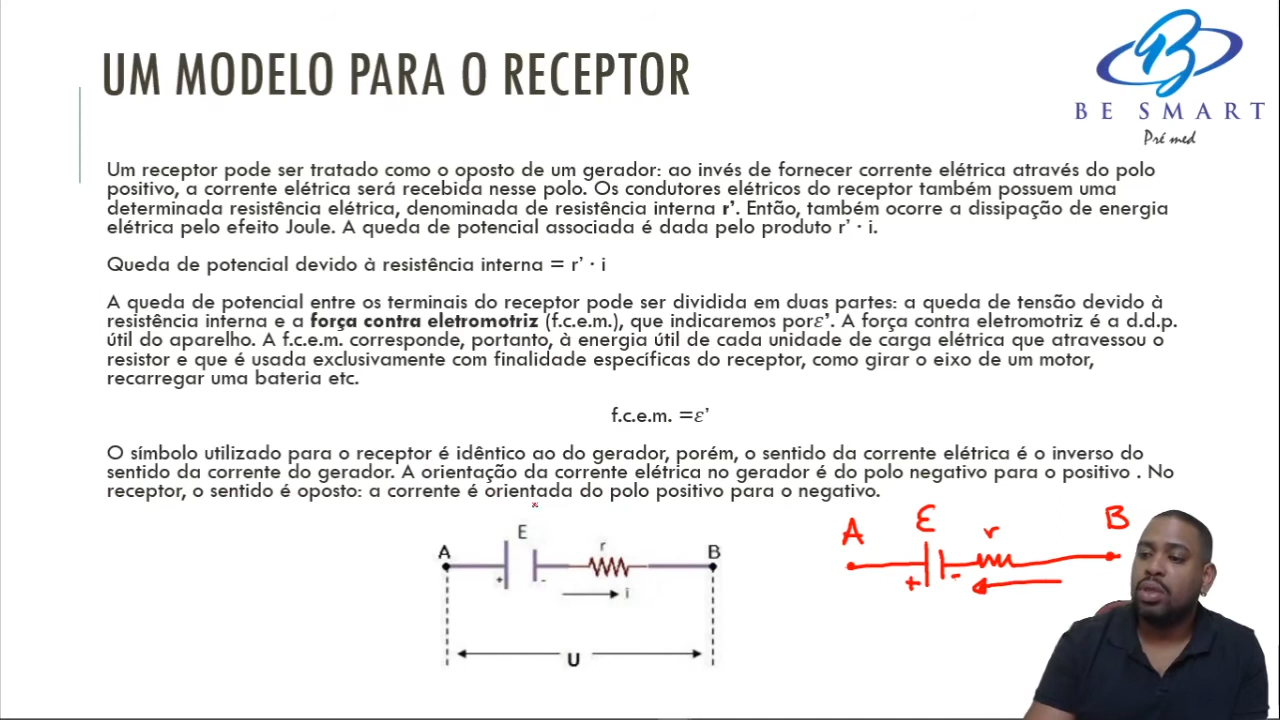 UM MODELO PARA O RECEPTOR
B E S M A R T
Pré med
Um receptor pode ser tratado como o oposto de um gerador: ao invés de fornecer corrente elétrica através do polo
positivo, a corrente elétrica será recebida nesse polo. Os condutores elétricos do receptor também possuem uma
determinada resistência elétrica, denominada de resistência interna r’. Então, também ocorre a dissipação de energia
elétrica pelo efeito Joule. A queda de potencial associada é dada pelo produto r’ · i.
Queda de potencial devido à resistência interna = r’ · i
A queda de potencial entre os terminais do receptor pode ser dividida em duas partes: a queda de tensão devido à
resistência interna e a força contra eletromotriz (f.c.e.m.), que indicaremos porε’. A força contra eletromotriz é a d.d.p.
útil do aparelho. A f.c.e.m. corresponde, portanto, à energia útil de cada unidade de carga elétrica que atravessou o
resistor e que é usada exclusivamente com finalidade específicas do receptor, como girar o eixo de um motor,
recarregar uma bateria etc.
f.c.e.m. =ε’
O símbolo utilizado para o receptor é idêntico ao do gerador, porém, o sentido da corrente elétrica é o inverso do
sentido da corrente do gerador. A orientação da corrente elétrica no gerador é do polo negativo para o positivo . No
receptor, o sentido é oposto: a corrente é orientada do polo positivo para o negativo.
E
A r B
+ -
i
U
A ε r B
+ -